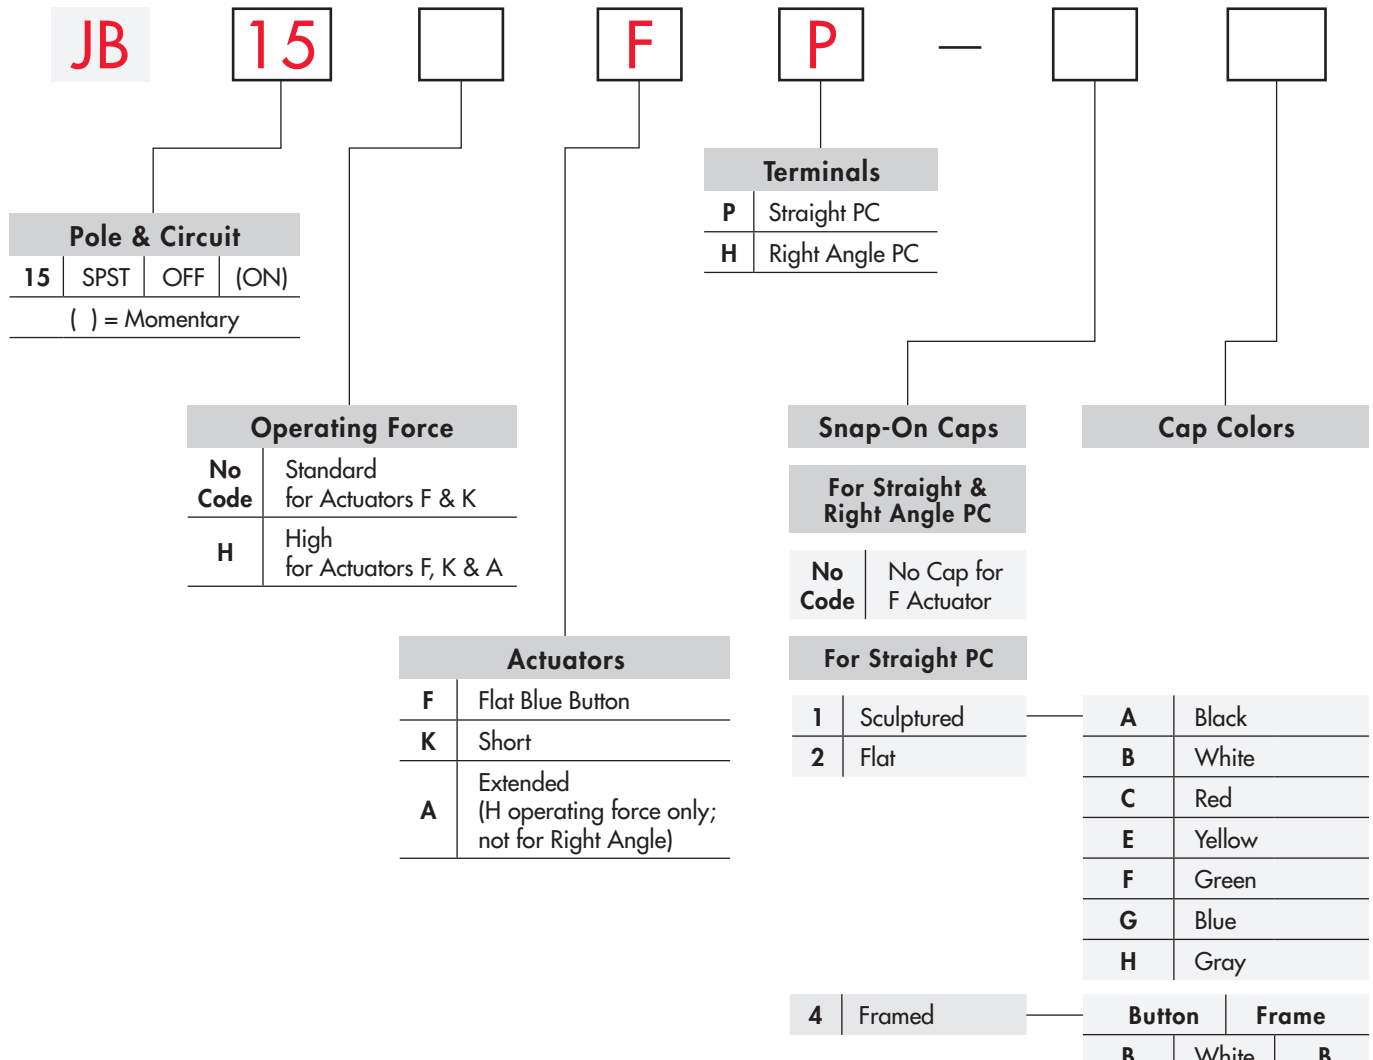 JB 15 F P —
Terminals
P Straight PC
H Right Angle PC
Pole & Circuit
15 SPST OFF (ON)
( ) = Momentary
Operating Force
No
Code
Standard
for Actuators F & K
H
High
for Actuators F, K & A
Actuators
F Flat Blue Button
K Short
A
Extended
(H operating force only;
not for Right Angle)
Snap-On Caps
For Straight &
Right Angle PC
No
Code
No Cap for
F Actuator
For Straight PC
1 Sculptured
2 Flat
4 Framed
Cap Colors
A Black
B White
C Red
E Yellow
F Green
G Blue
H Gray
Button Frame
B White B